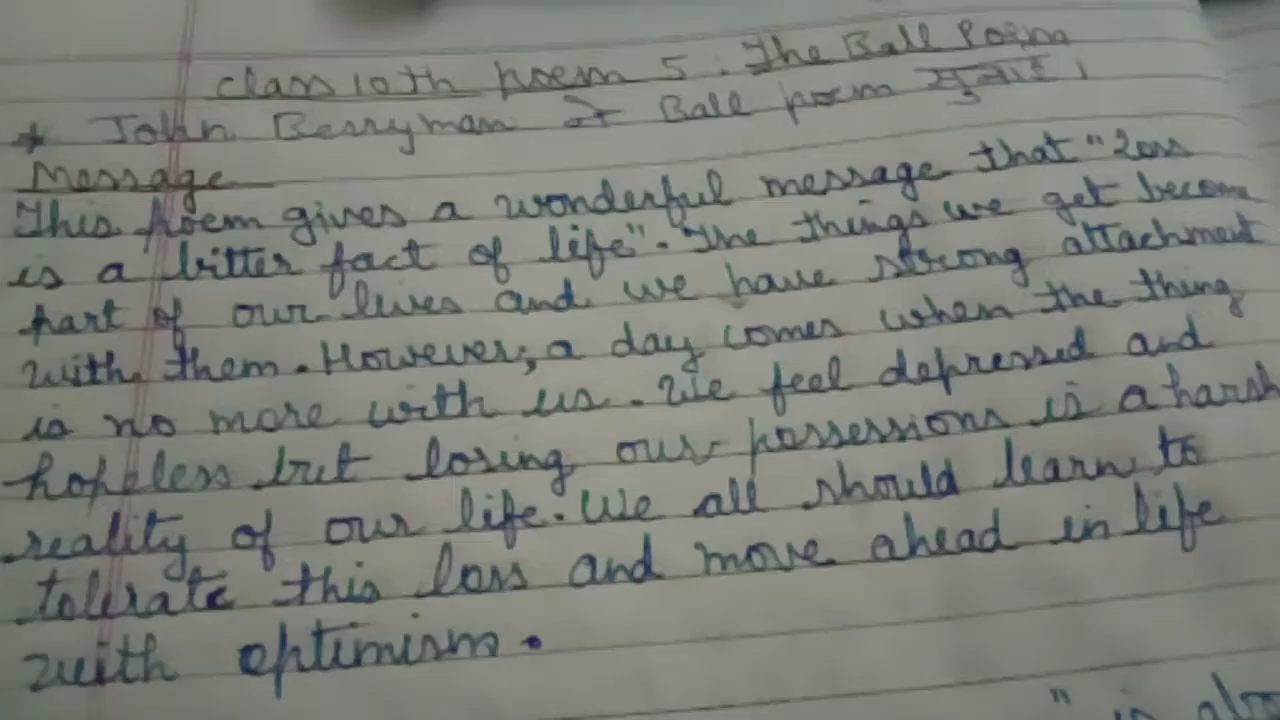 class 10th poem 5. The Ball Poem
* John Berryman ने Ball poem सुनाई।
Message
This poem gives a wonderful message that "Loss
is a bitter fact of life". The things we get become
part of our lives and we have strong attachment
with them. However, a day comes when the thing
is no more with us. We feel depressed and
hopeless but losing our possessions is a harsh
reality of our life. We all should learn to
tolerate this loss and move ahead in life
with optimism.
" is